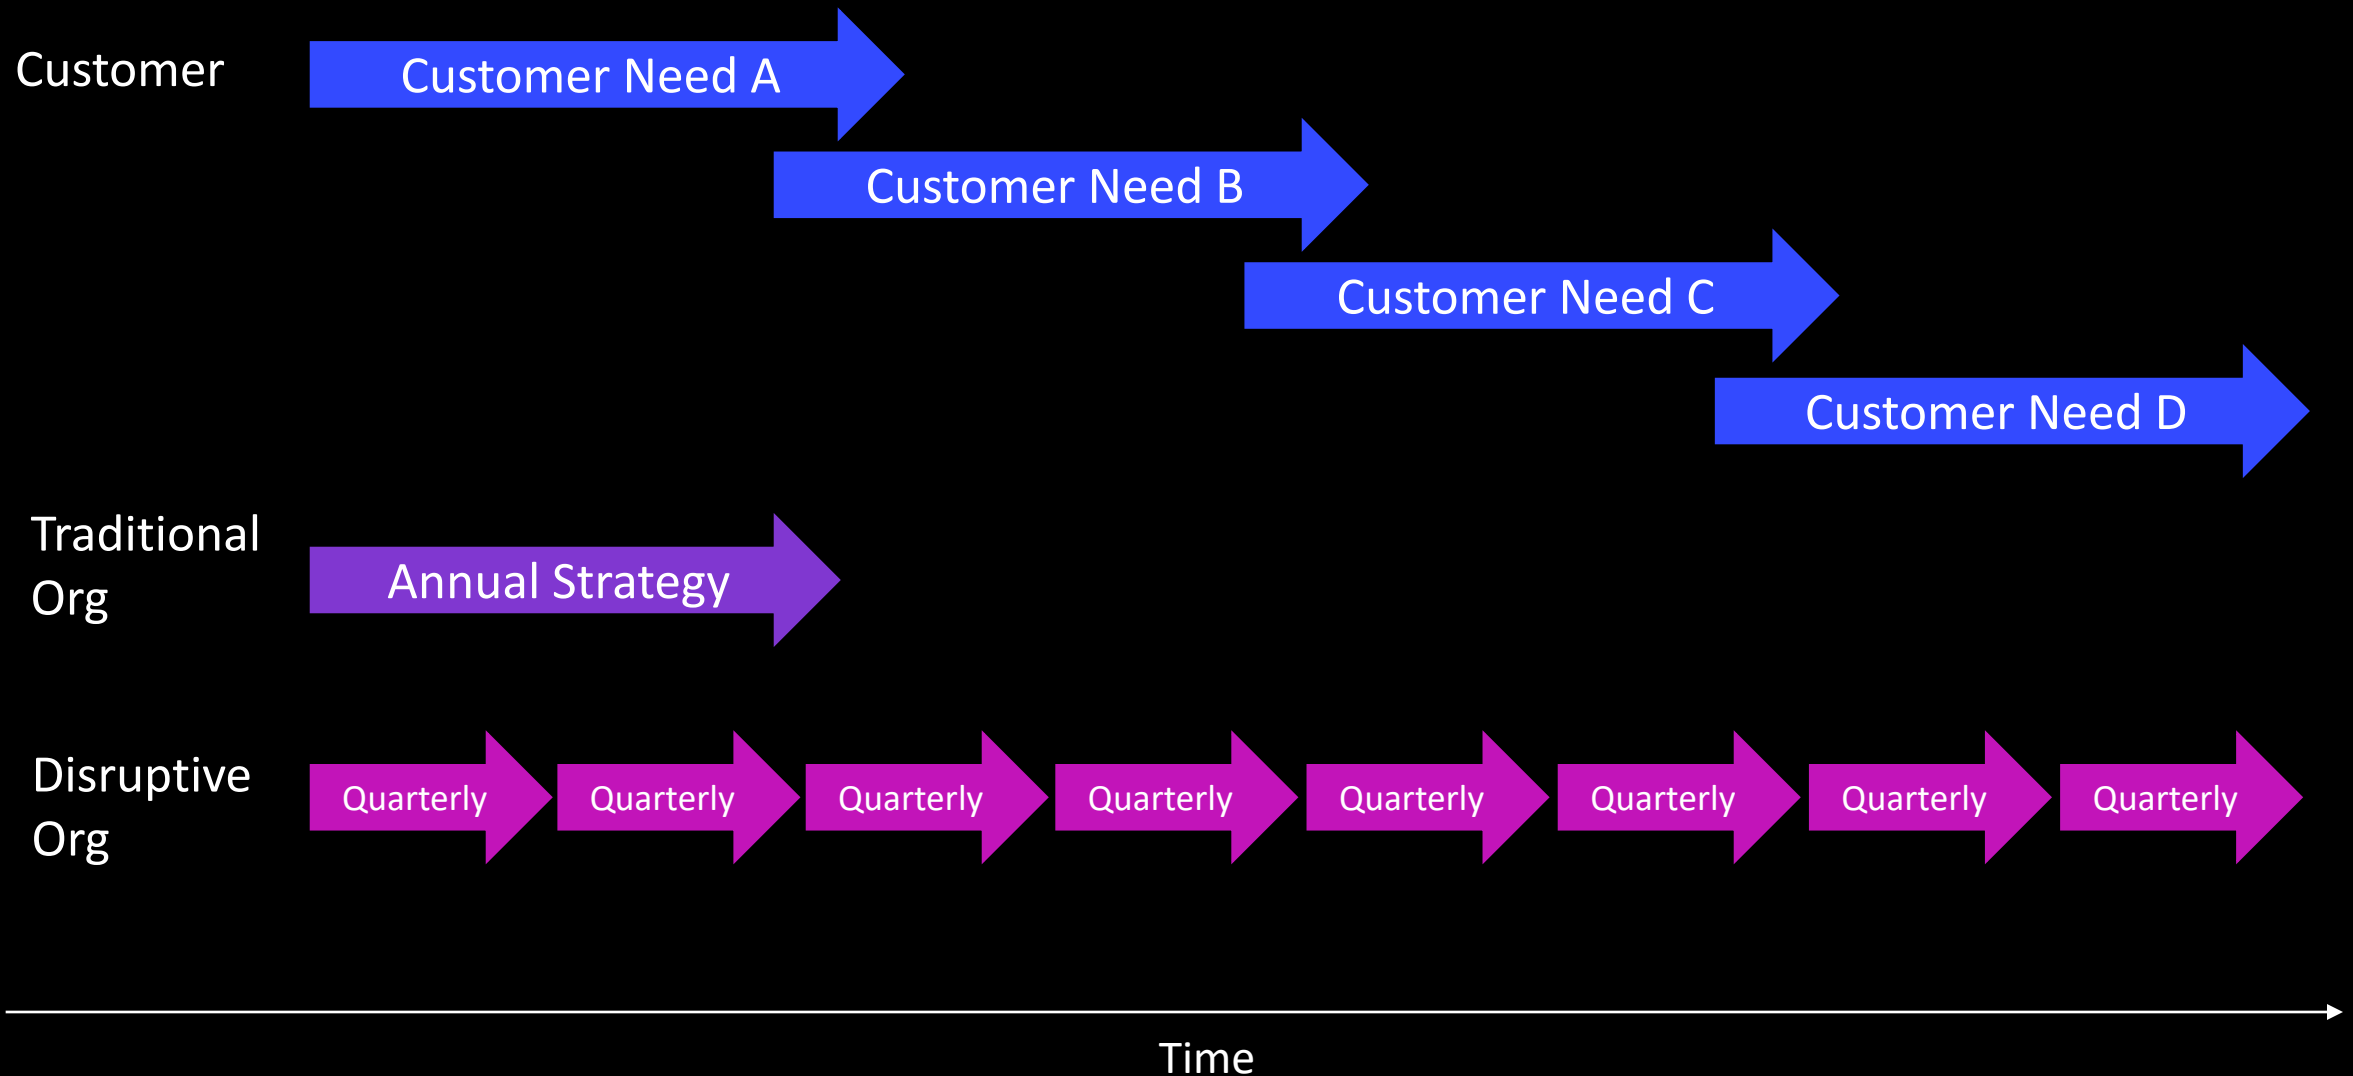 Customer
Customer Need A
Customer Need B
Customer Need C
Customer Need D
Traditional
Org
Annual Strategy
Disruptive
Org
Quarterly
Quarterly
Quarterly
Quarterly
Quarterly
Quarterly
Quarterly
Quarterly
Time